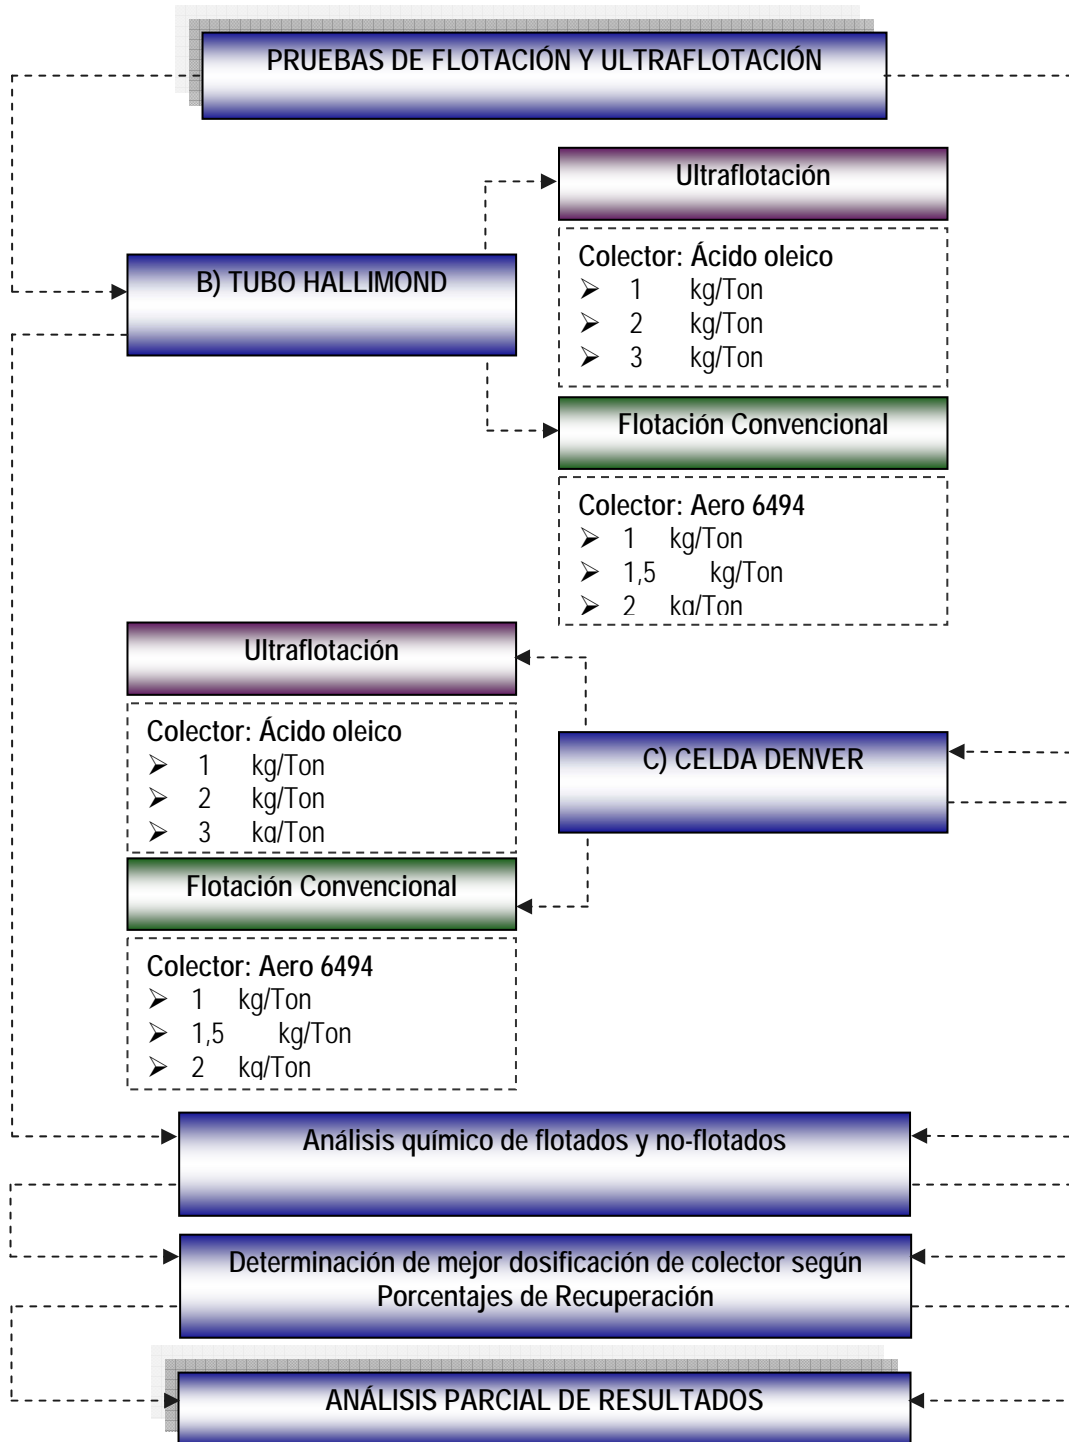 PRUEBAS DE FLOTACIÓN Y ULTRAFLOTACIÓN
Ultraflotación
Colector: Ácido oleico
➢ 1 kg/Ton
➢ 2 kg/Ton
➢ 3 kg/Ton
B) TUBO HALLIMOND
Flotación Convencional
Colector: Aero 6494
➢ 1 kg/Ton
➢ 1,5 kg/Ton
➢ 2 kg/Ton
Ultraflotación
Colector: Ácido oleico
➢ 1 kg/Ton
➢ 2 kg/Ton
➢ 3 kg/Ton
C) CELDA DENVER
Flotación Convencional
Colector: Aero 6494
➢ 1 kg/Ton
➢ 1,5 kg/Ton
➢ 2 kg/Ton
Análisis químico de flotados y no-flotados
Determinación de mejor dosificación de colector según
Porcentajes de Recuperación
ANÁLISIS PARCIAL DE RESULTADOS